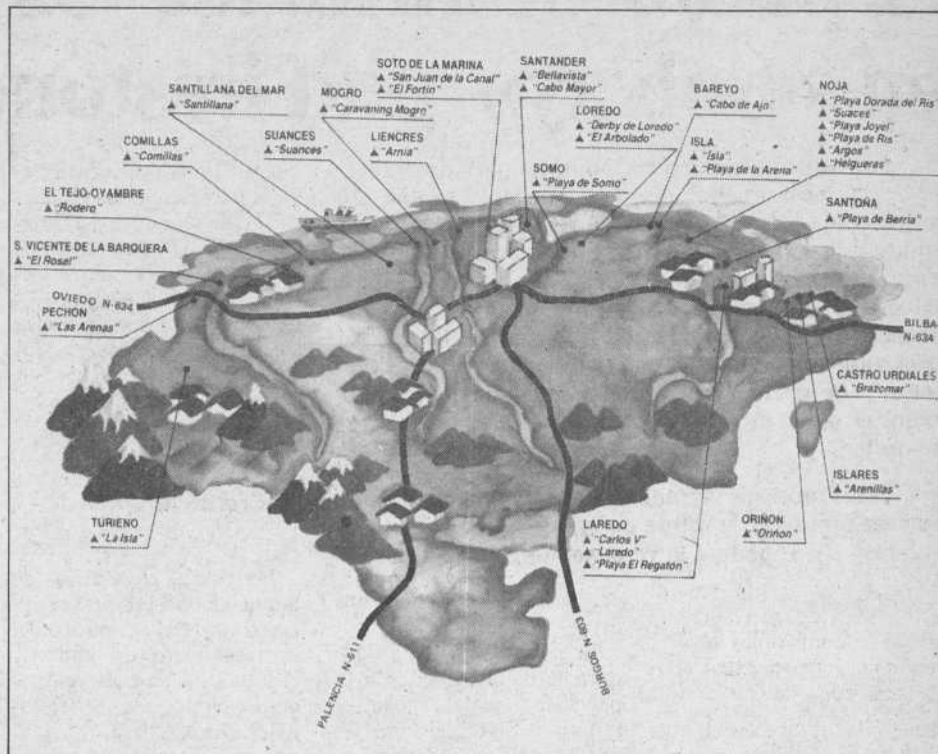 SOTO DE LA MARINA
▲ "San Juan de la Canal"
▲ "El Fortín"
SANTANDER
▲ "Bellavista"
▲ "Cabo Mayor"
SANTILLANA DEL MAR
▲ "Santillana"
MOGRO
▲ "Caravaning Mogro"
BAREYO
▲ "Cabo de Ajo"
NOJA
▲ "Playa Dorada del Ris"
▲ "Suaces"
▲ "Playa Joyel"
▲ "Playa de Ris"
▲ "Argos"
▲ "Helgueras"
LOREDO
▲ "Derby de Loredo"
▲ "El Arbolado"
COMILLAS
▲ "Comillas"
SUANCES
▲ "Suances"
LIENCRES
▲ "Arnia"
ISLA
▲ "Isla"
▲ "Playa de la Arena"
SOMO
▲ "Playa de Somo"
EL TEJO-OYAMBRE
▲ "Rodero"
SANTOÑA
▲ "Playa de Berria"
S. VICENTE DE LA BARQUERA
▲ "El Rosal"
OVIEDO N-634
PECHON
▲ "Las Arenas"
BILBA
N-634
CASTRO URDIALES
▲ "Brazomar"
ISLARES
▲ "Arenillas"
TURIENO
▲ "La Isla"
LAREDO
▲ "Carlos V"
▲ "Laredo"
▲ "Playa El Regatón"
ORIÑON
▲ "Oriñon"
PALENCIA N-611
BURGOS N-603